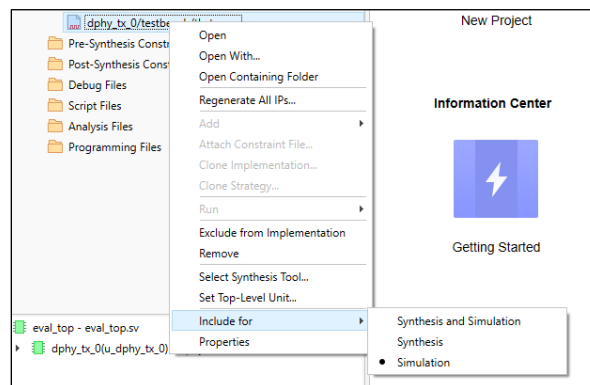 dphy_tx_0/testbench/tb_top.sv
Pre-Synthesis Constr
Post-Synthesis Const
Debug Files
Script Files
Analysis Files
Programming Files
Open
Open With...
Open Containing Folder
Regenerate All IPs...
Add
Attach Constraint File...
Clone Implementation...
Clone Strategy...
Run
Exclude from Implementation
Remove
Select Synthesis Tool...
Set Top-Level Unit...
Include for
Properties
Synthesis and Simulation
Synthesis
Simulation
New Project
Information Center
Getting Started
eval_top - eval_top.sv
dphy_tx_0(u_dphy_tx_0)